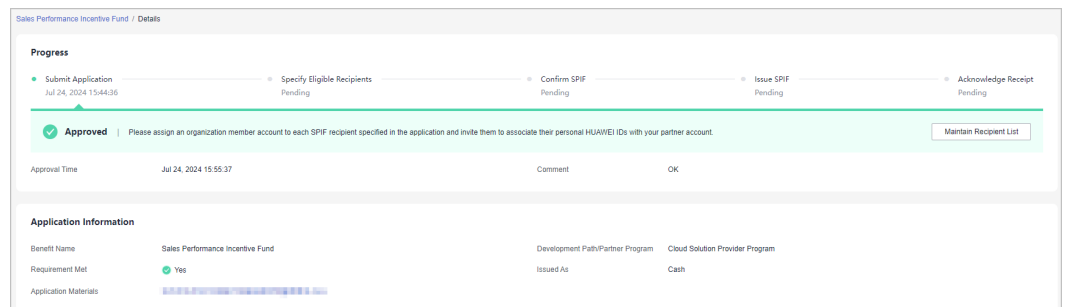 Sales Performance Incentive Fund / Details
Progress
Submit Application
Specify Eligible Recipients
Confirm SPIF
Issue SPIF
Acknowledge Receipt
Jul 24, 2024 15:44:36
Pending
Pending
Pending
Pending
Approved | Please assign an organization member account to each SPIF recipient specified in the application and invite them to associate their personal HUAWEI IDs with your partner account.
Maintain Recipient List
Approval Time Jul 24, 2024 15:55:37
Comment OK
Application Information
Benefit Name Sales Performance Incentive Fund
Development Path/Partner Program Cloud Solution Provider Program
Requirement Met Yes
Issued As Cash
Application Materials